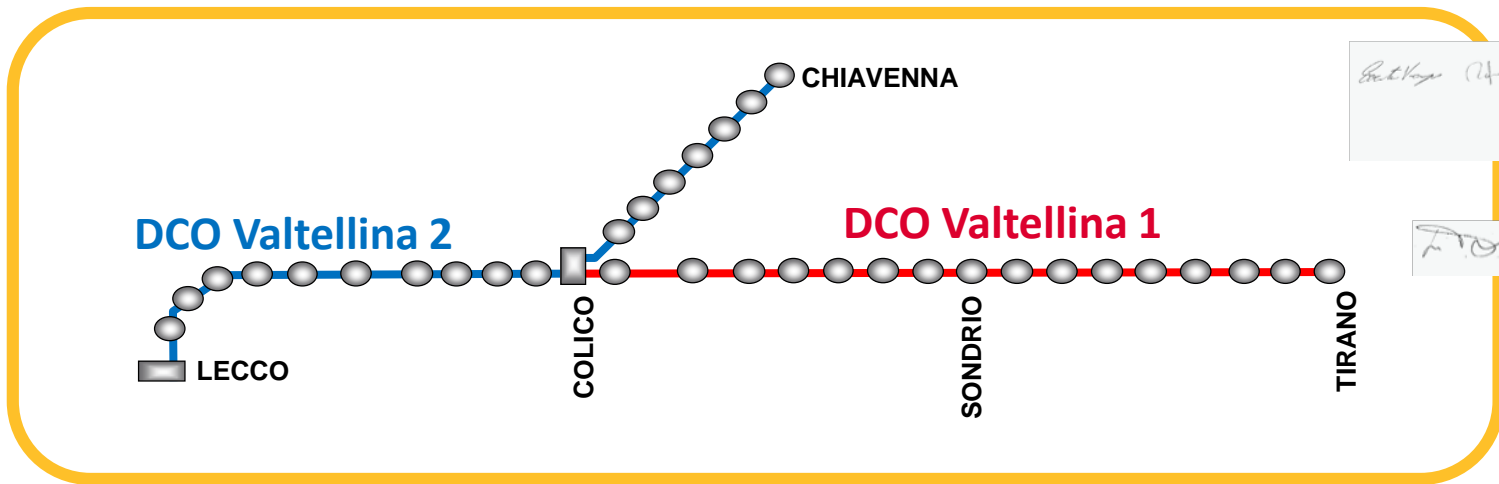 CHIAVENNA
DCO Valtellina 2
DCO Valtellina 1
COLICO
SONDRIO
TIRANO
LECCO